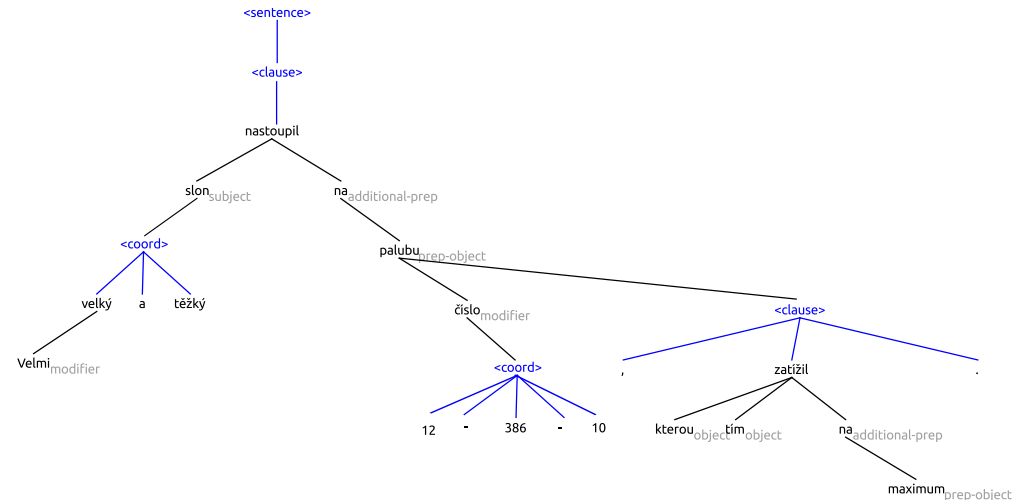 <sentence>
<clause>
nastoupil
slon subject na additional-prep
<coord> palubu prep-object
velký a těžký číslo modifier <clause>
Velmi modifier <coord> , zatížil .
12 - 386 - 10 kterou object tím object na additional-prep
maximum prep-object